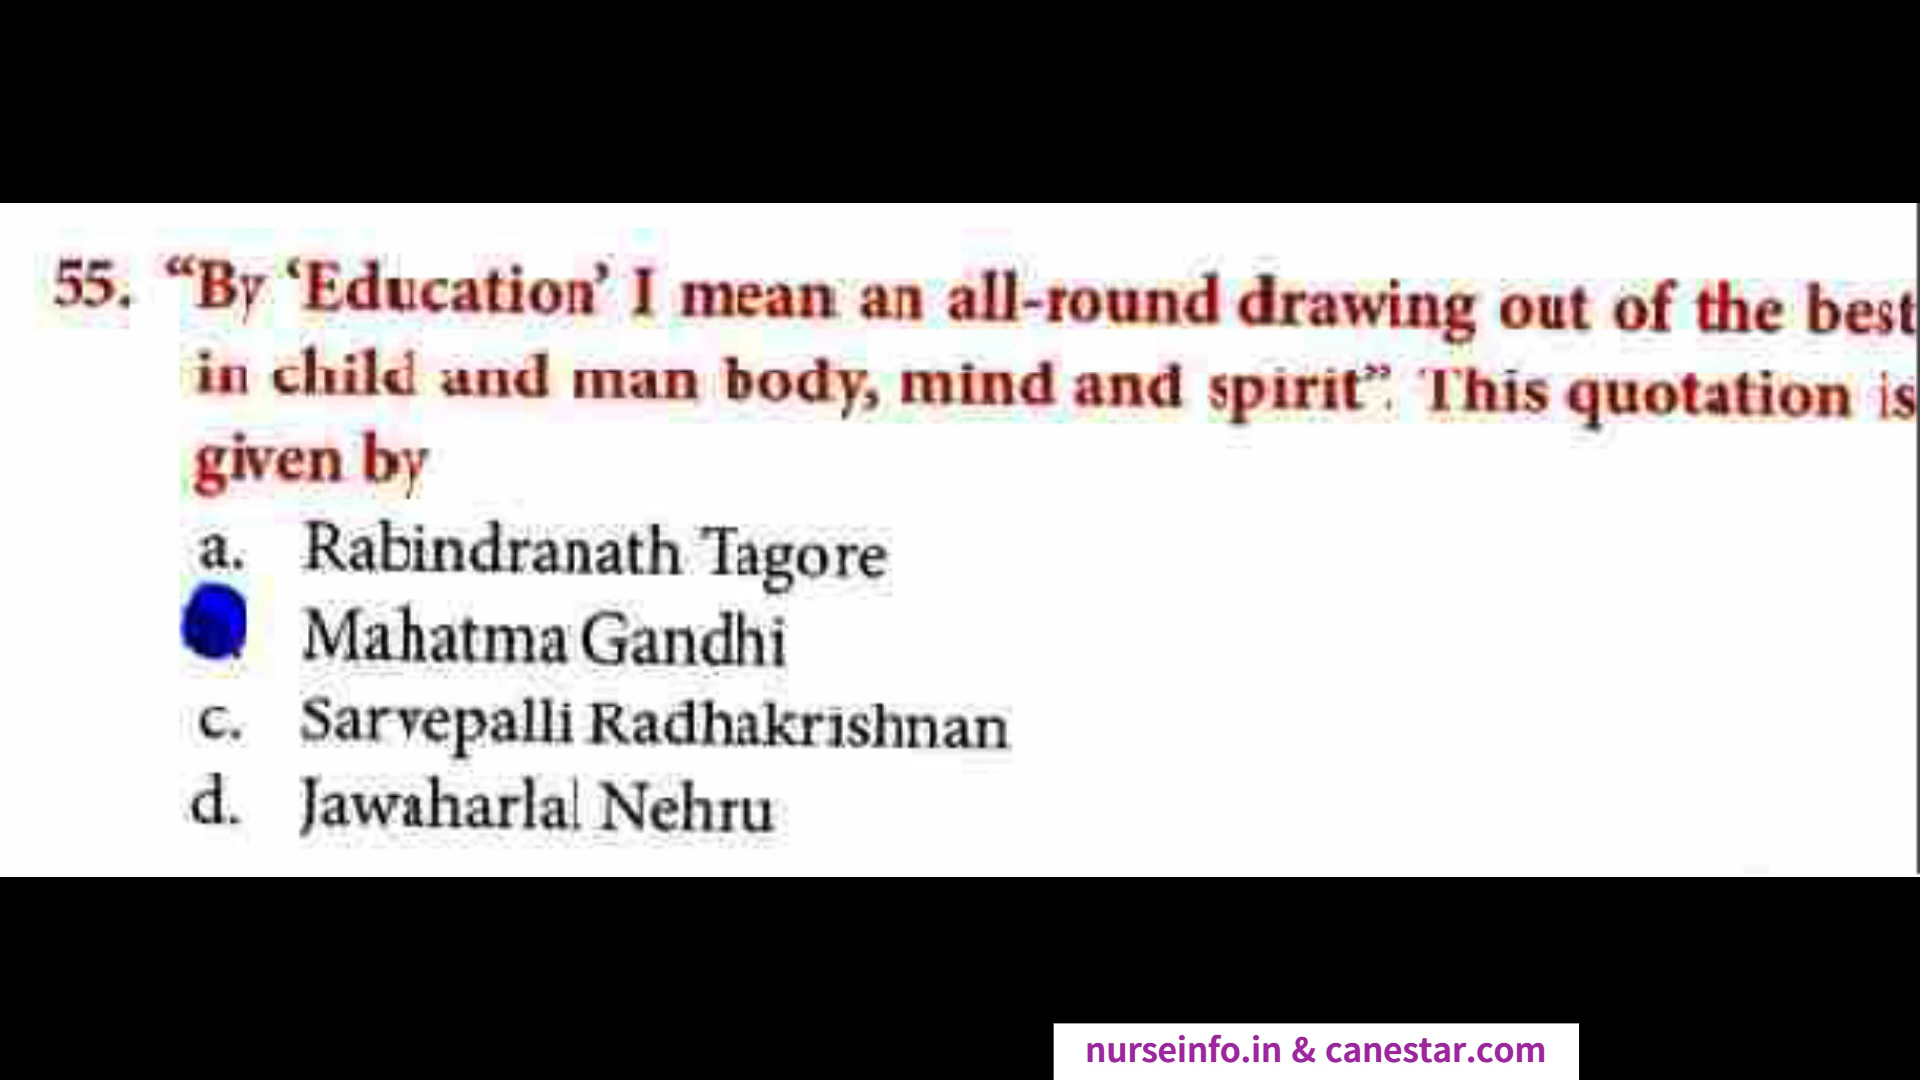 55. “By ‘Education’ I mean an all-round drawing out of the best
in child and man body, mind and spirit”. This quotation is
given by
a. Rabindranath Tagore
Mahatma Gandhi
c. Sarvepalli Radhakrishnan
d. Jawaharlal Nehru
nurseinfo.in & canestar.com